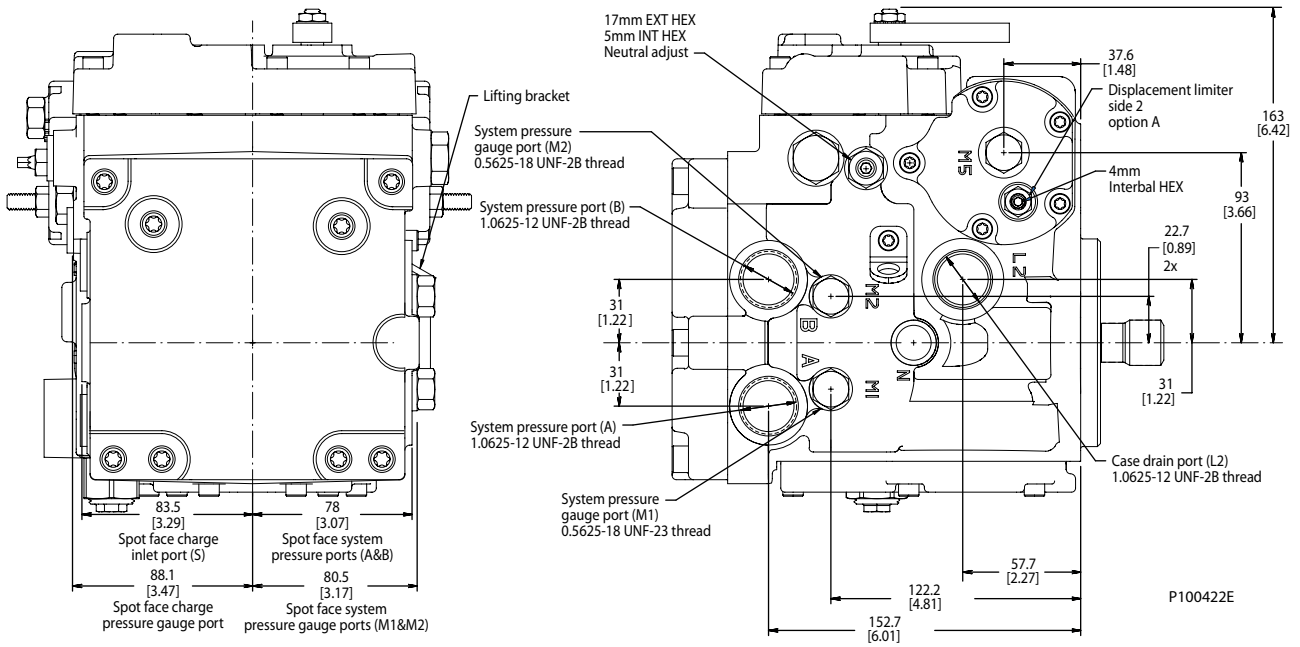 17mm EXT HEX
5mm INT HEX
Neutral adjust
37.6
[1.48]
Displacement limiter
side 2
option A
163
[6.42]
Lifting bracket
System pressure
gauge port (M2)
0.5625-18 UNF-2B thread
M5
4mm
Interbal HEX
93
[3.66]
System pressure port (B)
1.0625-12 UNF-2B thread
22.7
[0.89]
2x
L2
M2
31
[1.22]
B
A
N
M1
31
[1.22]
31
[1.22]
System pressure port (A)
1.0625-12 UNF-2B thread
Case drain port (L2)
1.0625-12 UNF-2B thread
System pressure
gauge port (M1)
0.5625-18 UNF-23 thread
83.5
[3.29]
Spot face charge
inlet port (S)
78
[3.07]
Spot face system
pressure ports (A&B)
88.1
[3.47]
Spot face charge
pressure gauge port
80.5
[3.17]
Spot face system
pressure gauge ports (M1&M2)
57.7
[2.27]
122.2
[4.81]
152.7
[6.01]
P100422E